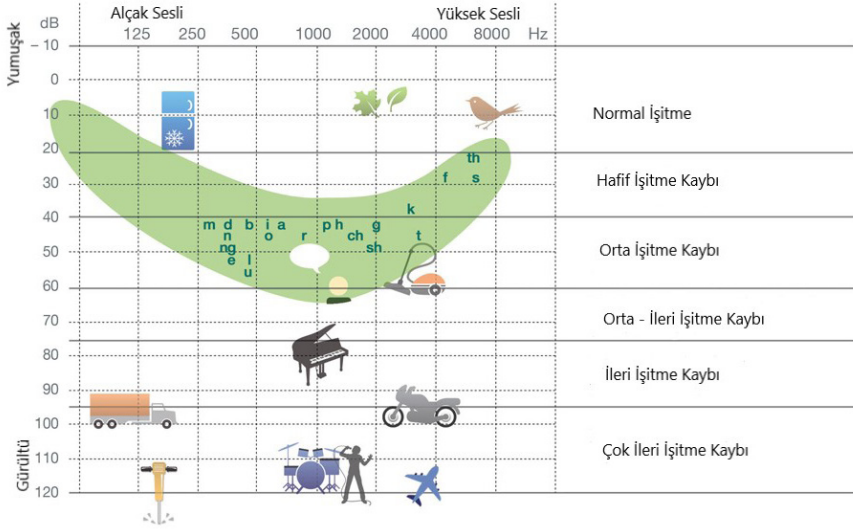 Alçak Sesli
Yüksek Sesli
dB
125
250
500
1000
2000
4000
8000
Hz
Yumuşak
– 10
0
10
Normal İşitme
20
th
30
f
s
Hafif İşitme Kaybı
k
40
m
d
b
i
a
p
h
g
n
o
r
ch
t
50
ng
sh
Orta İşitme Kaybı
e
l
u
60
70
Orta - İleri İşitme Kaybı
80
İleri İşitme Kaybı
90
100
Çok İleri İşitme Kaybı
110
Gürültü
120